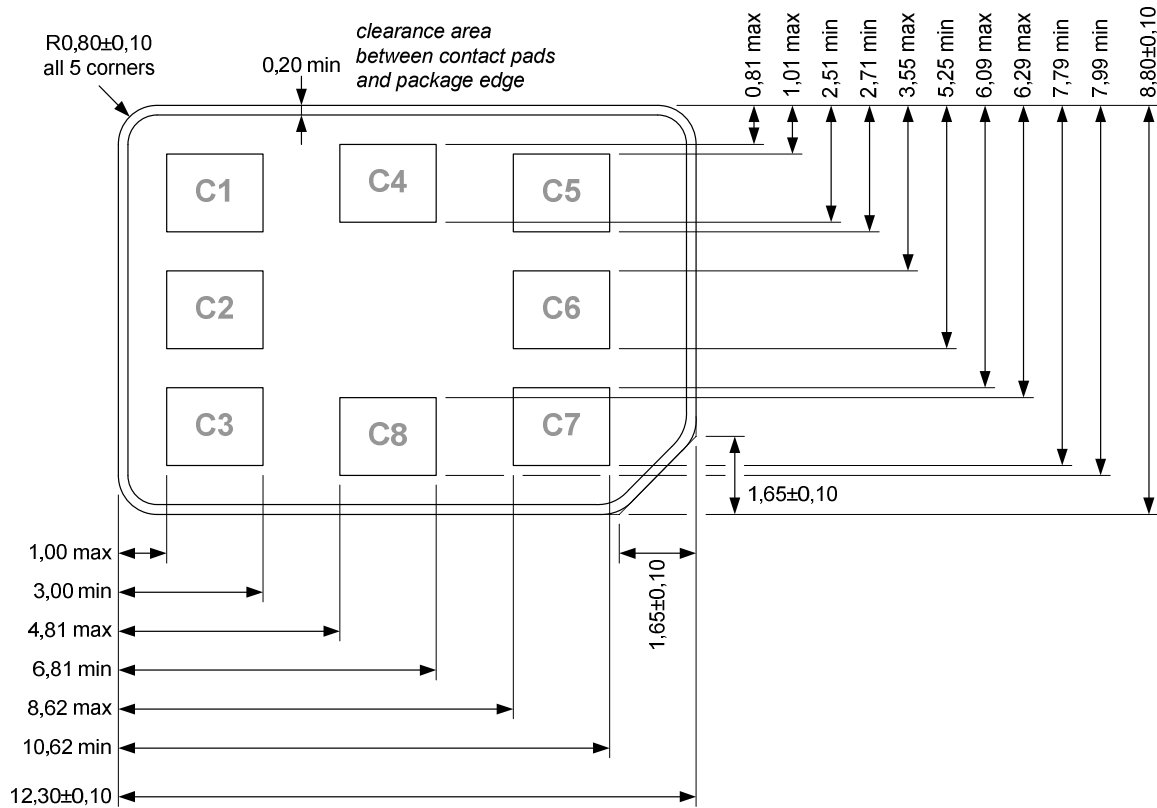 R0,80±0,10
all 5 corners
0,20 min
clearance area
between contact pads
and package edge
0,81 max
1,01 max
2,51 min
2,71 min
3,55 max
5,25 min
6,09 max
6,29 max
7,79 min
7,99 min
8,80±0,10
C1
C4
C5
C2
C6
C3
C8
C7
1,65±0,10
1,65±0,10
1,00 max
3,00 min
4,81 max
6,81 min
8,62 max
10,62 min
12,30±0,10